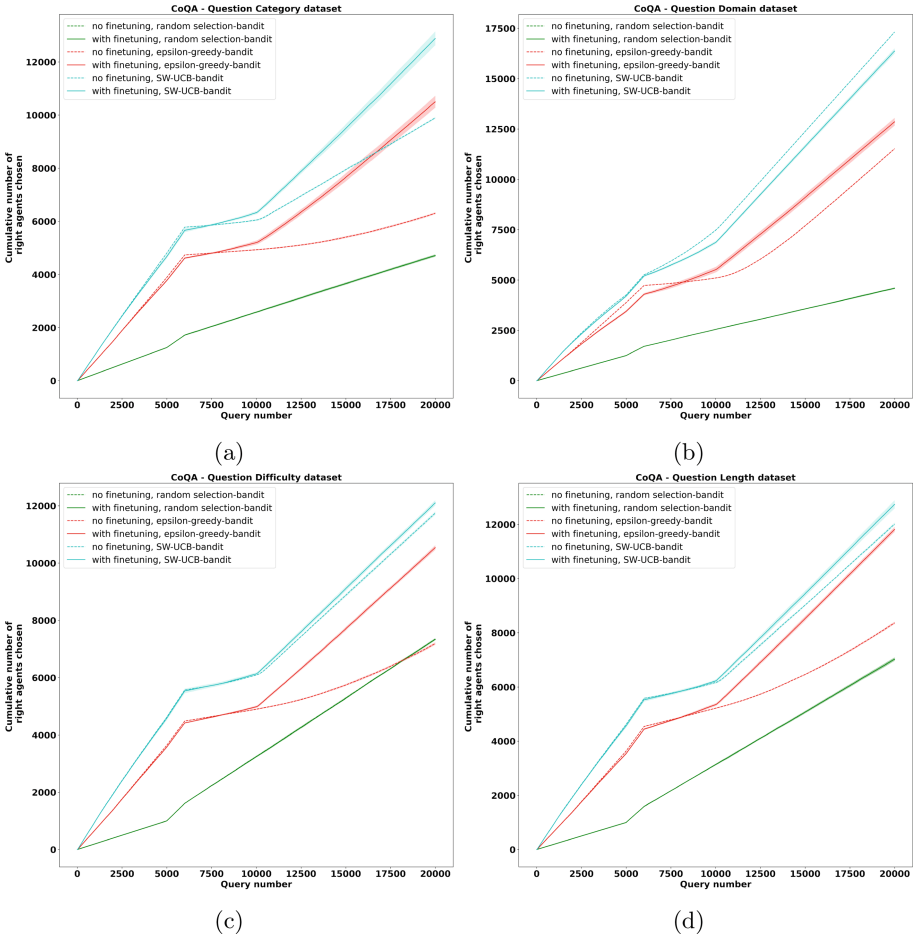 CoQA - Question Category dataset
no finetuning, random selection-bandit
with finetuning, random selection-bandit
no finetuning, epsilon-greedy-bandit
with finetuning, epsilon-greedy-bandit
no finetuning, SW-UCB-bandit
with finetuning, SW-UCB-bandit
12000
10000
8000
6000
4000
2000
0
Cumulative number of
right agents chosen
0 2500 5000 7500 10000 12500 15000 17500 20000
Query number
(a)
CoQA - Question Domain dataset
no finetuning, random selection-bandit
with finetuning, random selection-bandit
no finetuning, epsilon-greedy-bandit
with finetuning, epsilon-greedy-bandit
no finetuning, SW-UCB-bandit
with finetuning, SW-UCB-bandit
17500
15000
12500
10000
7500
5000
2500
0
Cumulative number of
right agents chosen
0 2500 5000 7500 10000 12500 15000 17500 20000
Query number
(b)
CoQA - Question Difficulty dataset
no finetuning, random selection-bandit
with finetuning, random selection-bandit
no finetuning, epsilon-greedy-bandit
with finetuning, epsilon-greedy-bandit
no finetuning, SW-UCB-bandit
with finetuning, SW-UCB-bandit
12000
10000
8000
6000
4000
2000
0
Cumulative number of
right agents chosen
0 2500 5000 7500 10000 12500 15000 17500 20000
Query number
(c)
CoQA - Question Length dataset
no finetuning, random selection-bandit
with finetuning, random selection-bandit
no finetuning, epsilon-greedy-bandit
with finetuning, epsilon-greedy-bandit
no finetuning, SW-UCB-bandit
with finetuning, SW-UCB-bandit
12000
10000
8000
6000
4000
2000
0
Cumulative number of
right agents chosen
0 2500 5000 7500 10000 12500 15000 17500 20000
Query number
(d)